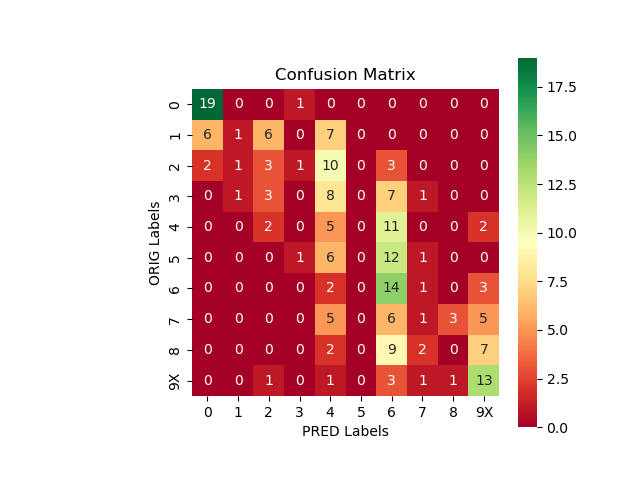 Confusion Matrix
0 19 0 0 1 0 0 0 0 0 0
1 6 1 6 0 7 0 0 0 0 0
2 2 1 3 1 10 0 3 0 0 0
3 0 1 3 0 8 0 7 1 0 0
4 0 0 2 0 5 0 11 0 0 2
5 0 0 0 1 6 0 12 1 0 0
6 0 0 0 0 2 0 14 1 0 3
7 0 0 0 0 5 0 6 1 3 5
8 0 0 0 0 2 0 9 2 0 7
9X 0 0 1 0 1 0 3 1 1 13
0 1 2 3 4 5 6 7 8 9X
PRED Labels
ORIG Labels
17.5
15.0
12.5
10.0
7.5
5.0
2.5
0.0